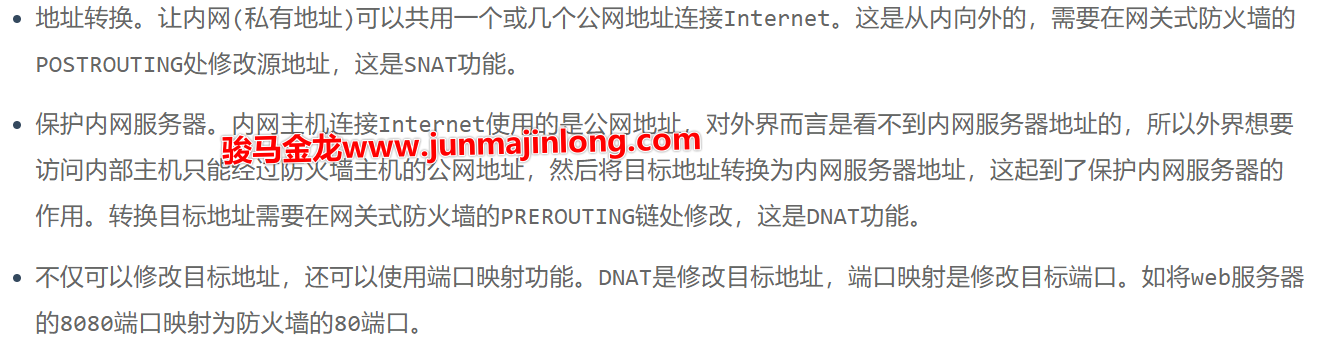 • 地址转换。让内网(私有地址)可以共用一个或几个公网地址连接Internet。这是从内向外的，需要在网关式防火墙的
POSTROUTING处修改源地址，这是SNAT功能。
• 保护内网服务器。内网主机连接Internet使用的是公网地址，对外界而言是看不到内网服务器地址的，所以外界想要
骏马金龙www.junmajinlong.com
访问内部主机只能经过防火墙主机的公网地址，然后将目标地址转换为内网服务器地址，这起到了保护内网服务器的
作用。转换目标地址需要在网关式防火墙的PREROUTING链处修改，这是DNAT功能。
• 不仅可以修改目标地址，还可以使用端口映射功能。DNAT是修改目标地址，端口映射是修改目标端口。如将web服务器
的8080端口映射为防火墙的80端口。